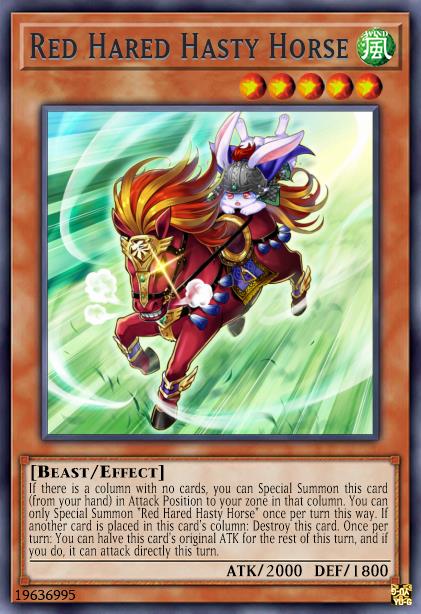 RED HARED HASTY HORSE
WIND
風
[BEAST/EFFECT]
If there is a column with no cards, you can Special Summon this card
(from your hand) in Attack Position to your zone in that column. You can
only Special Summon "Red Hared Hasty Horse" once per turn this way. If
another card is placed in this card's column: Destroy this card. Once per
turn: You can halve this card's original ATK for the rest of this turn, and if
you do, it can attack directly this turn.
ATK/2000 DEF/1800
19636995